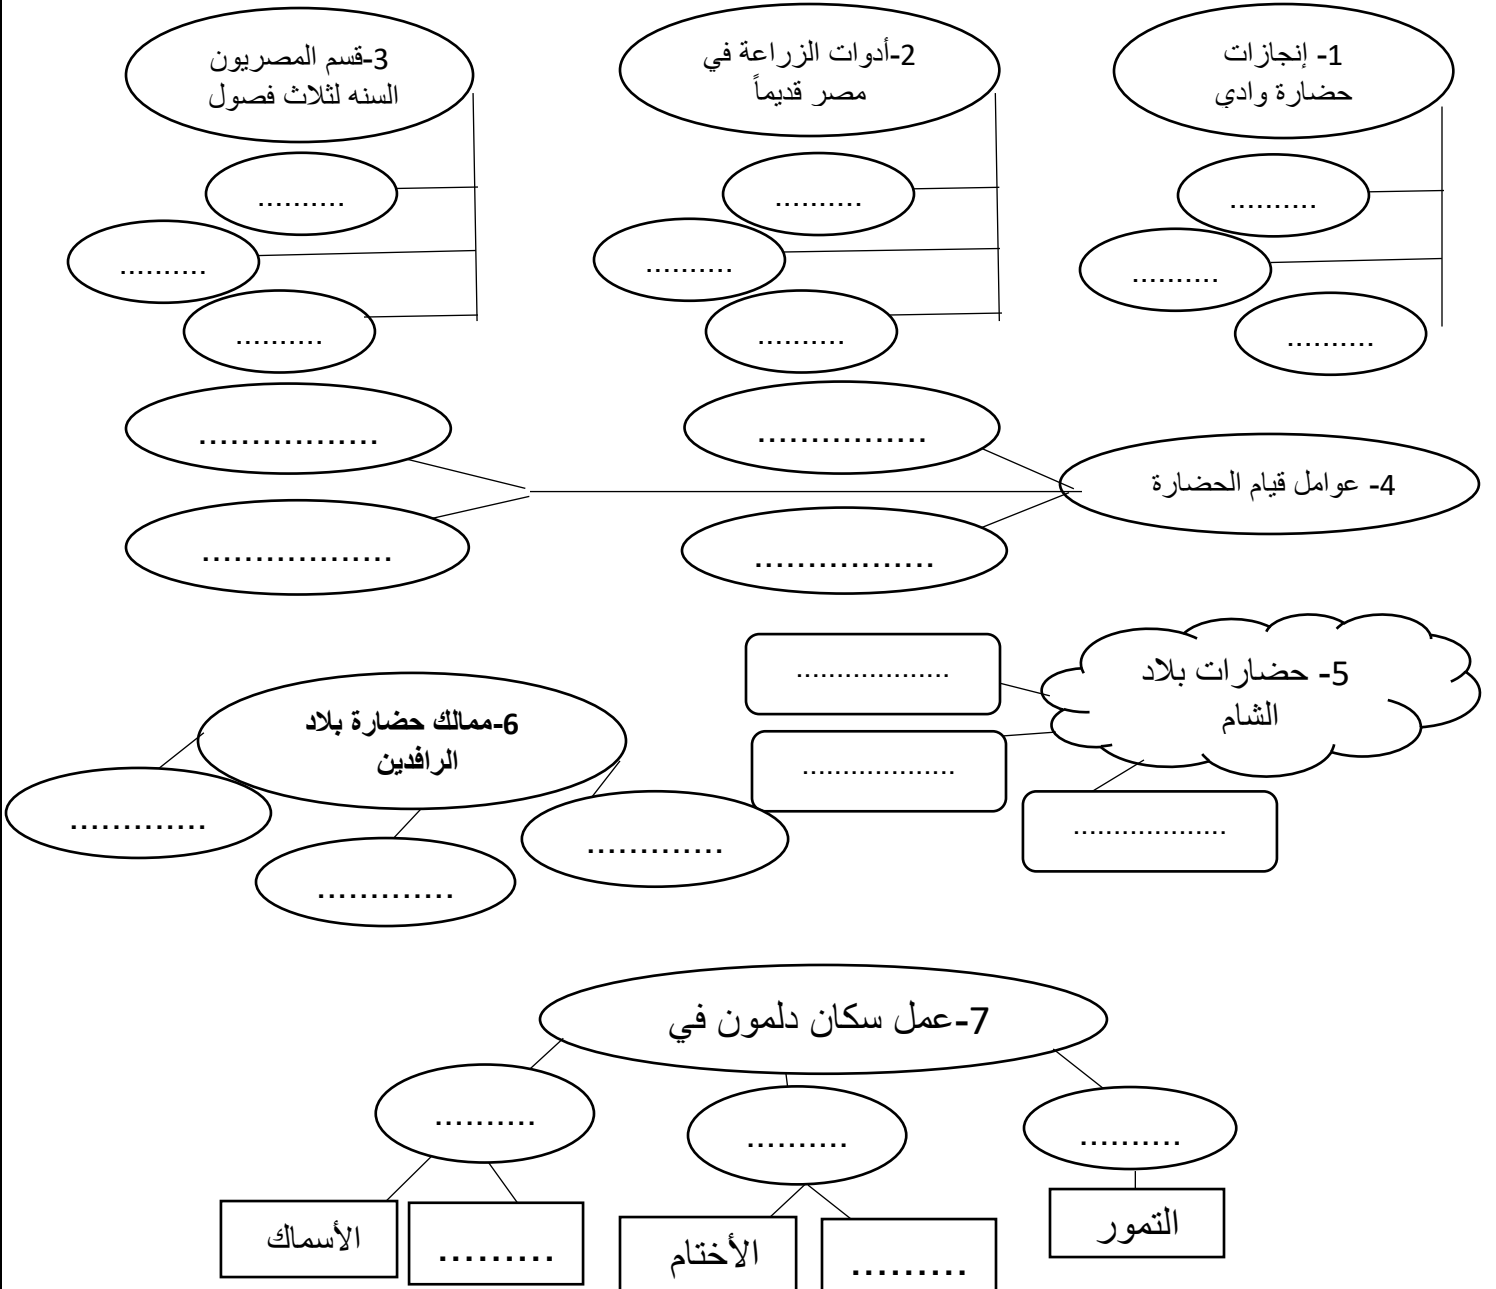 1- إنجازات
حضارة وادي
..........
..........
..........
2-أدوات الزراعة في
مصر قديماً
..........
..........
..........
3-قسم المصريون
السنه لثلاث فصول
..........
..........
..........
4- عوامل قيام الحضارة
................
.................
.................
..................
5- حضارات بلاد
الشام
...................
...................
...................
6-ممالك حضارة بلاد
الرافدين
.............
.............
.............
7-عمل سكان دلمون في
..........
..........
..........
التمور
.........
الأختام
.........
الأسماك